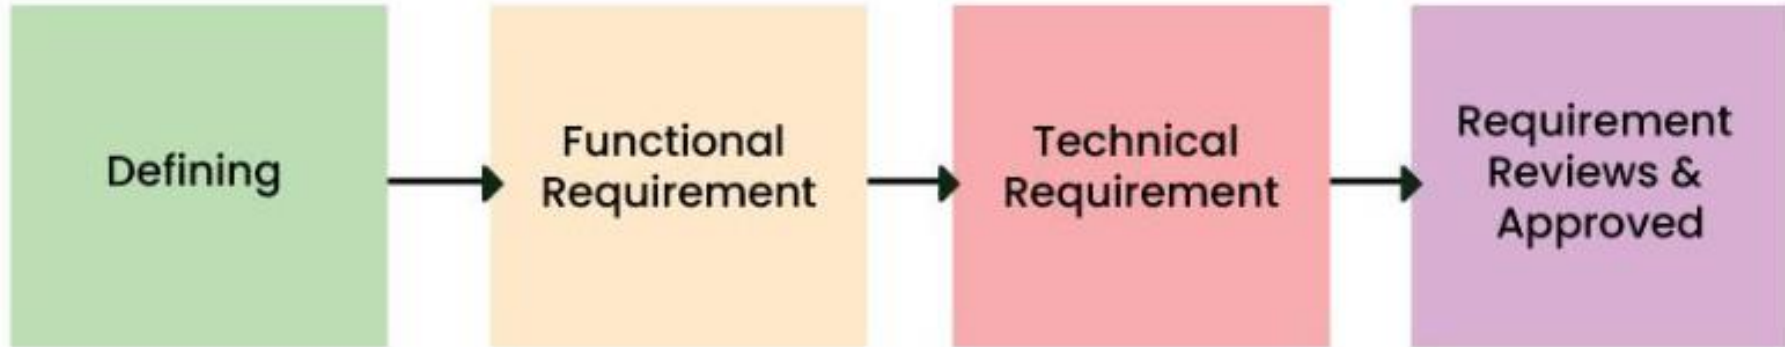 Defining
Functional
Requirement
Technical
Requirement
Requirement
Reviews &
Approved